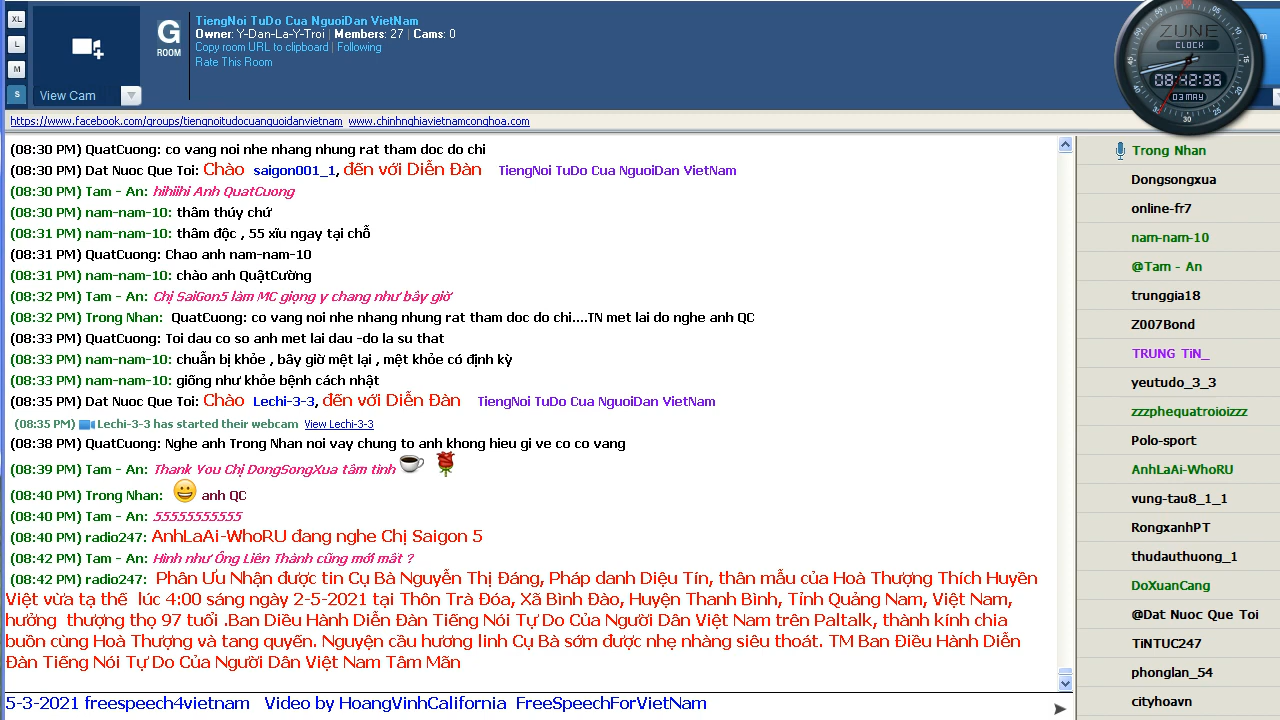 XL
L
M
S
View Cam
G
ROOM
TiengNoi TuDo Cua NguoiDan VietNam
Owner: Y-Dan-La-Y-Troi | Members: 27 | Cams: 0
Copy room URL to clipboard | Following
Rate This Room
ZUNE
CLOCK
08:42:35
03 MAY
https://www.facebook.com/groups/tiengnoitudocuanguoidanvietnam www.chinhnghiavietnamconghoa.com
(08:30 PM) QuatCuong: co vang noi nhe nhang nhung rat tham doc do chi
(08:30 PM) Dat Nuoc Que Toi: Chào saigon001_1, đến với Diễn Đàn TiengNoi TuDo Cua NguoiDan VietNam
(08:30 PM) Tam - An: hihiihi Anh QuatCuong
(08:30 PM) nam-nam-10: thâm thúy chứ
(08:31 PM) nam-nam-10: thâm độc , 55 xĩu ngay tại chỗ
(08:31 PM) QuatCuong: Chao anh nam-nam-10
(08:31 PM) nam-nam-10: chào anh QuậtCường
(08:32 PM) Tam - An: Chị SaiGon5 làm MC giọng y chang như bây giờ
(08:32 PM) Trong Nhan: QuatCuong: co vang noi nhe nhang nhung rat tham doc do chi....TN met lai do nghe anh QC
(08:33 PM) QuatCuong: Toi dau co so anh met lai dau -do la su that
(08:33 PM) nam-nam-10: chuẩn bị khỏe , bây giờ mệt lại , mệt khỏe có định kỳ
(08:33 PM) nam-nam-10: giống như khỏe bệnh cách nhật
(08:35 PM) Dat Nuoc Que Toi: Chào Lechi-3-3, đến với Diễn Đàn TiengNoi TuDo Cua NguoiDan VietNam
(08:35 PM) Lechi-3-3 has started their webcam View Lechi-3-3
(08:38 PM) QuatCuong: Nghe anh Trong Nhan noi vay chung to anh khong hieu gi ve co co vang
(08:39 PM) Tam - An: Thank You Chị DongSongXua tâm tình
(08:40 PM) Trong Nhan: anh QC
(08:40 PM) Tam - An: 55555555555
(08:40 PM) radio247: AnhLaAi-WhoRU đang nghe Chị Saigon 5
(08:42 PM) Tam - An: Hình như Ông Liên Thành cũng mới mất ?
(08:42 PM) radio247: Phân Ưu Nhận được tin Cụ Bà Nguyễn Thị Đáng, Pháp danh Diệu Tín, thân mẫu của Hoà Thượng Thích Huyền
Việt vừa tạ thế lúc 4:00 sáng ngày 2-5-2021 tại Thôn Trà Đóa, Xã Bình Đào, Huyện Thanh Bình, Tỉnh Quảng Nam, Việt Nam,
hưởng thượng thọ 97 tuổi .Ban Diều Hành Diễn Đàn Tiếng Nói Tự Do Của Người Dân Việt Nam trên Paltalk, thành kính chia
buồn cùng Hoà Thượng và tang quyến. Nguyện cầu hương linh Cụ Bà sớm được nhẹ nhàng siêu thoát. TM Ban Điều Hành Diễn
Đàn Tiếng Nói Tự Do Của Người Dân Việt Nam Tâm Mãn
5-3-2021 freespeech4vietnam Video by HoangVinhCalifornia FreeSpeechForVietNam
Trong Nhan
Dongsongxua
online-fr7
nam-nam-10
@Tam - An
trunggia18
Z007Bond
TRUNG TiN_
yeutudo_3_3
zzzphequatroioizzz
Polo-sport
AnhLaAi-WhoRU
vung-tau8_1_1
RongxanhPT
thudauthuong_1
DoXuanCang
@Dat Nuoc Que Toi
TiNTUC247
phonglan_54
cityhoavn